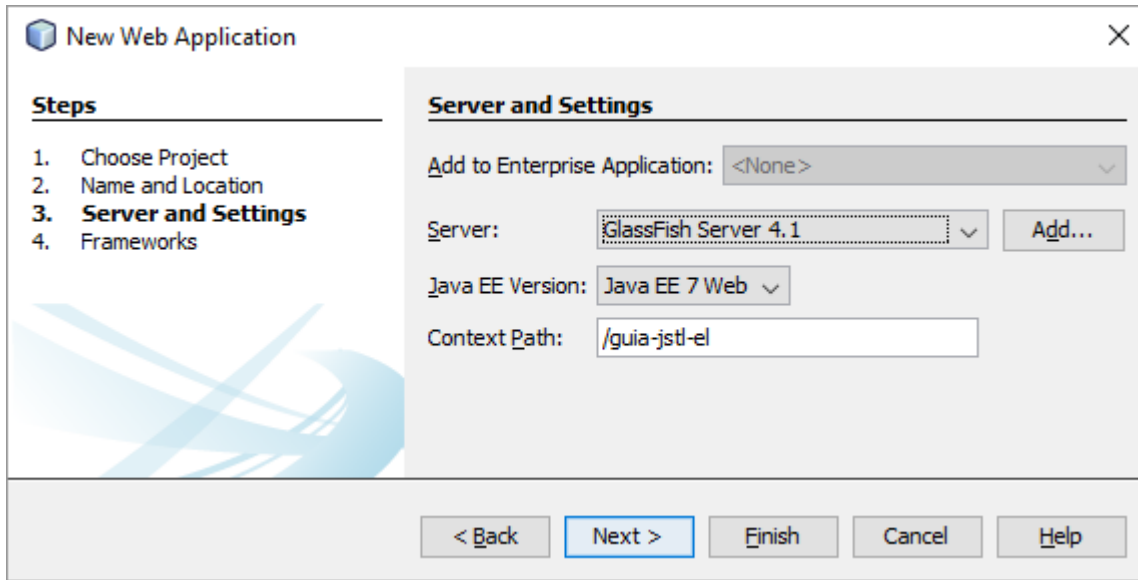 New Web Application
Steps
1. Choose Project
2. Name and Location
3. Server and Settings
4. Frameworks
Server and Settings
Add to Enterprise Application: <None>
Server: GlassFish Server 4.1 Add...
Java EE Version: Java EE 7 Web
Context Path: /guia-jstl-el
< Back Next > Finish Cancel Help